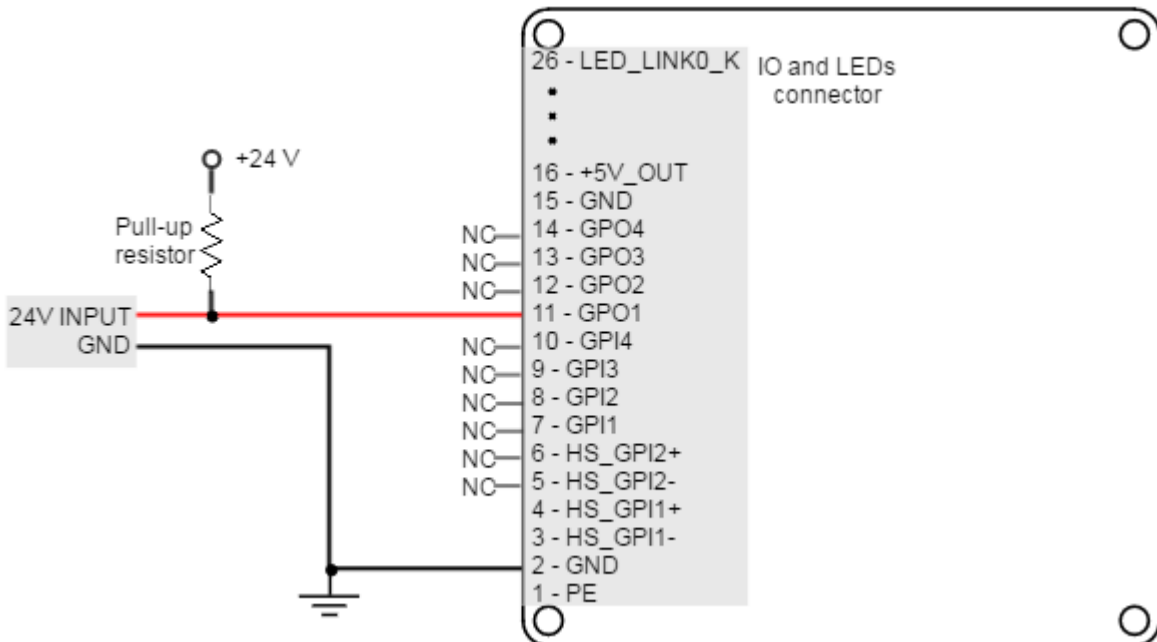 26 - LED_LINK0_K
IO and LEDs
connector
+24 V
16 - +5V_OUT
15 - GND
Pull-up
resistor
NC
14 - GPO4
NC
13 - GPO3
NC
12 - GPO2
24V INPUT
11 - GPO1
GND
NC
10 - GPI4
NC
9 - GPI3
NC
8 - GPI2
NC
7 - GPI1
NC
6 - HS_GPI2+
NC
5 - HS_GPI2-
4 - HS_GPI1+
3 - HS_GPI1-
2 - GND
1 - PE